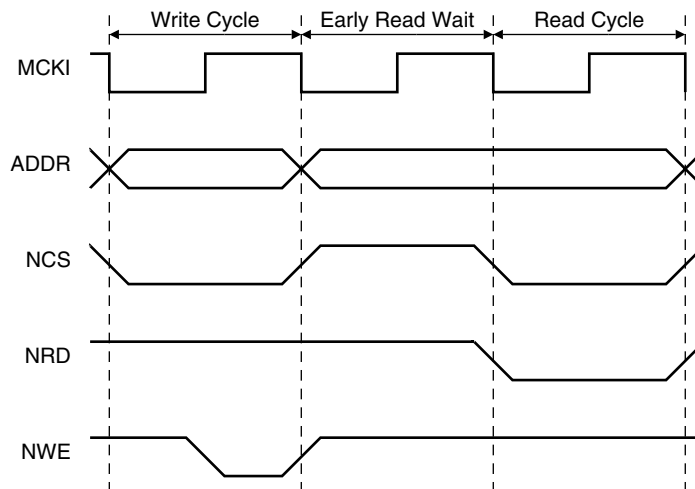 Write Cycle Early Read Wait Read Cycle
MCKI
ADDR
NCS
NRD
NWE